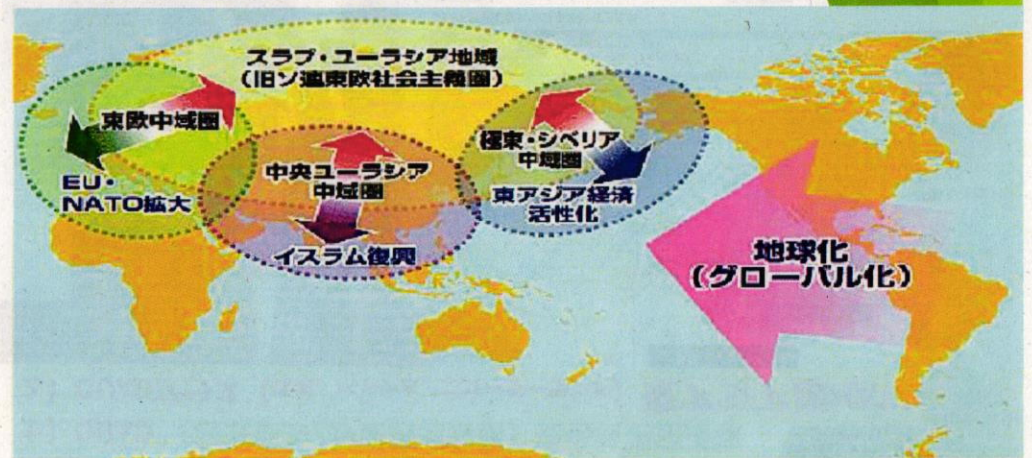 スラブ・ユーラシア地域
(旧ソ連東欧社会主義圏)
東欧中域圏
EU・
NATO拡大
中央ユーラシア
中域圏
イスラム復興
極東・シベリア
中域圏
東アジア経済
活性化
地球化
(グローバル化)